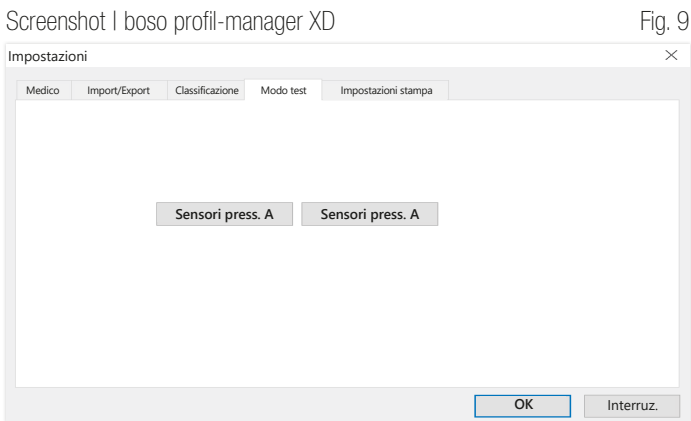 Screenshot | boso profil-manager XD Fig. 9
Impostazioni
Medico Import/Export Classificazione Modo test Impostazioni stampa
Sensori press. A Sensori press. A
OK Interruz.